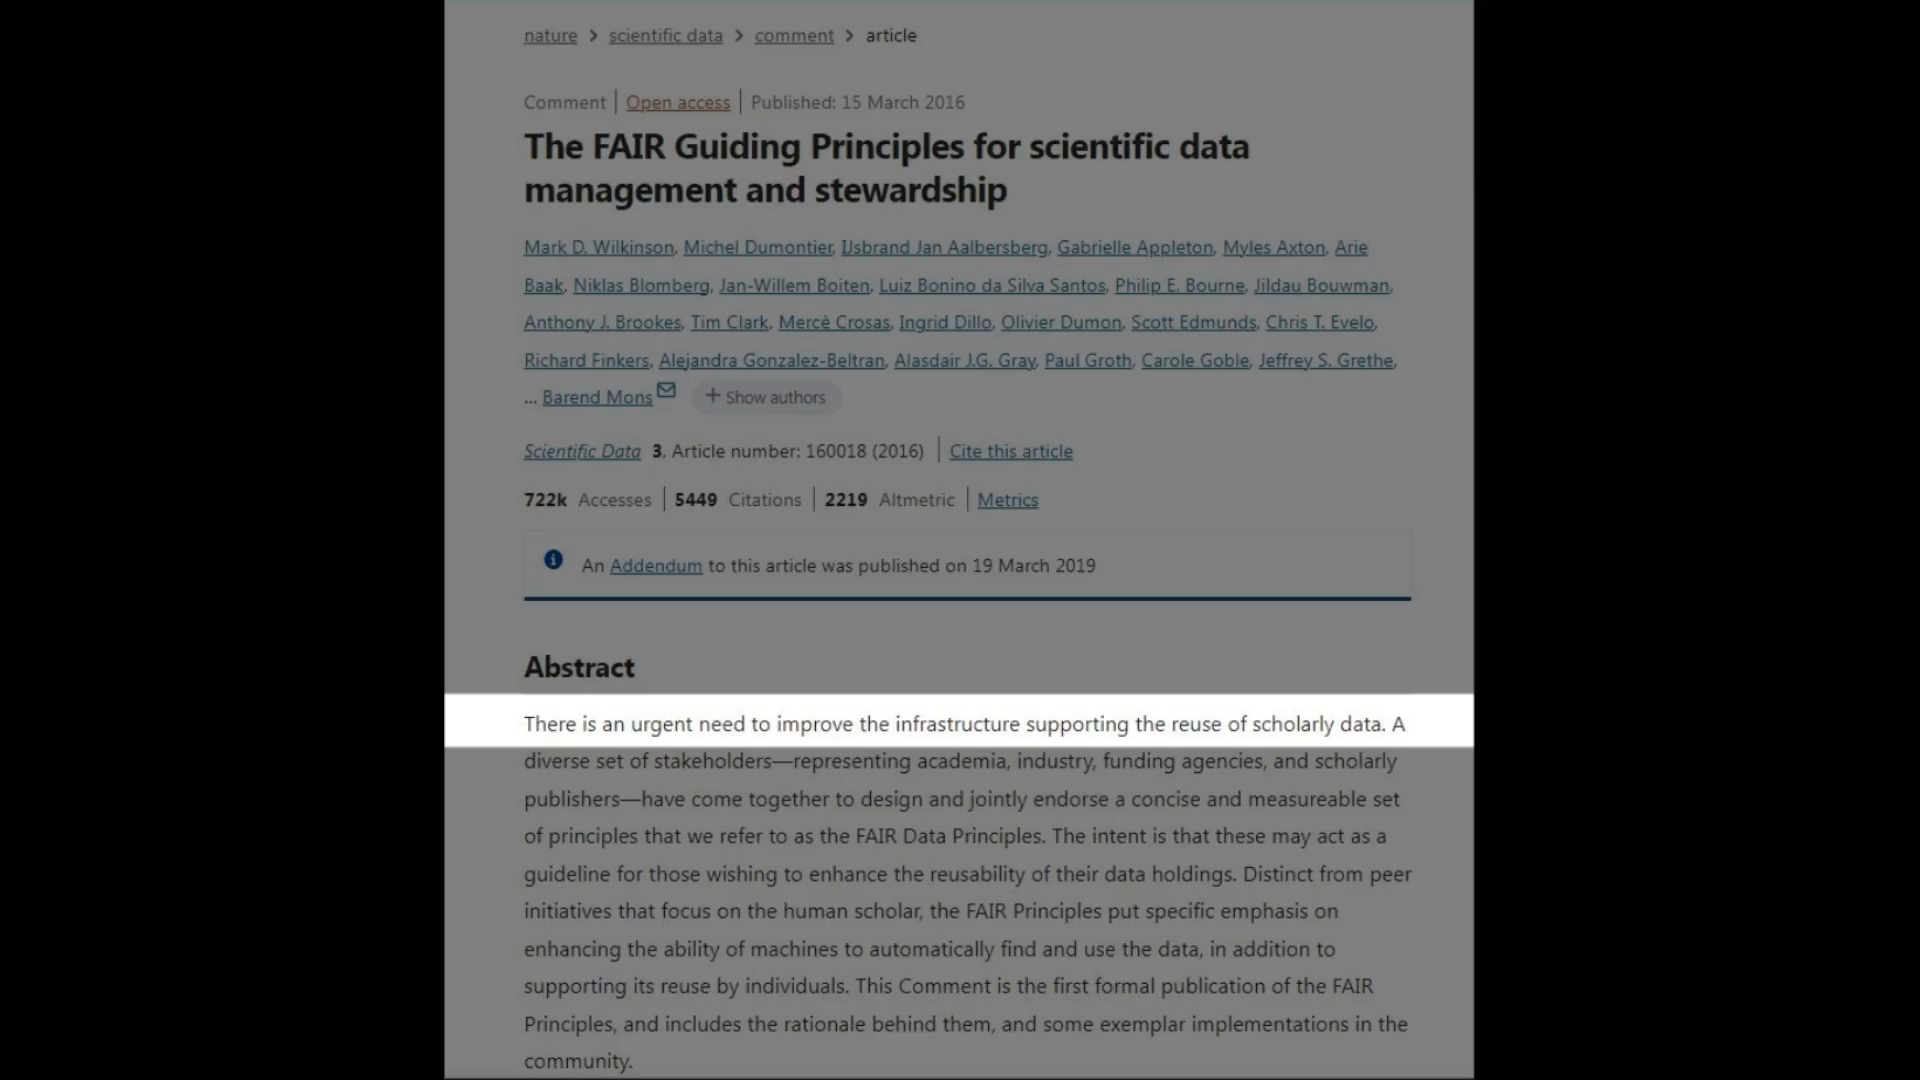 nature > scientific data > comment > article
Comment | Open access | Published: 15 March 2016
The FAIR Guiding Principles for scientific data
management and stewardship
Mark D. Wilkinson, Michel Dumontier, IJsbrand Jan Aalbersberg, Gabrielle Appleton, Myles Axton, Arie
Baak, Niklas Blomberg, Jan-Willem Boiten, Luiz Bonino da Silva Santos, Philip E. Bourne, Jildau Bouwman,
Anthony J. Brookes, Tim Clark, Mercè Crosas, Ingrid Dillo, Olivier Dumon, Scott Edmunds, Chris T. Evelo,
Richard Finkers, Alejandra Gonzalez-Beltran, Alasdair J.G. Gray, Paul Groth, Carole Goble, Jeffrey S. Grethe,
... Barend Mons + Show authors
Scientific Data 3, Article number: 160018 (2016) | Cite this article
722k Accesses | 5449 Citations | 2219 Altmetric | Metrics
An Addendum to this article was published on 19 March 2019
Abstract
There is an urgent need to improve the infrastructure supporting the reuse of scholarly data. A
diverse set of stakeholders—representing academia, industry, funding agencies, and scholarly
publishers—have come together to design and jointly endorse a concise and measureable set
of principles that we refer to as the FAIR Data Principles. The intent is that these may act as a
guideline for those wishing to enhance the reusability of their data holdings. Distinct from peer
initiatives that focus on the human scholar, the FAIR Principles put specific emphasis on
enhancing the ability of machines to automatically find and use the data, in addition to
supporting its reuse by individuals. This Comment is the first formal publication of the FAIR
Principles, and includes the rationale behind them, and some exemplar implementations in the
community.